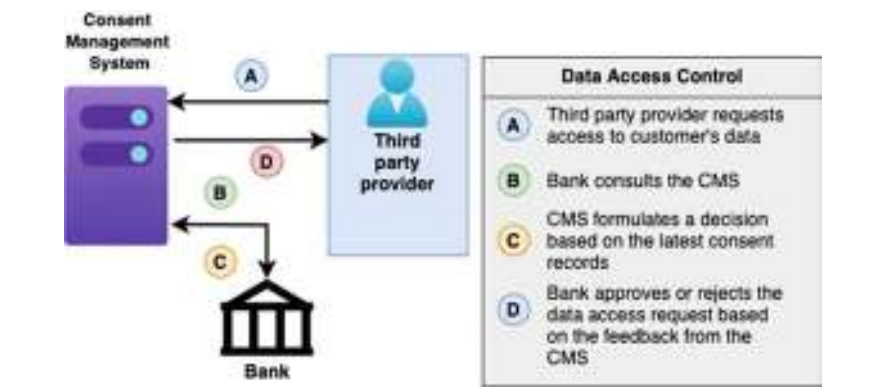 Consent
Management
System
A
D
B
C
Third
party
provider
Bank
Data Access Control
A
Third party provider requests
access to customer's data
B
Bank consults the CMS
C
CMS formulates a decision
based on the latest consent
records
D
Bank approves or rejects the
data access request based
on the feedback from the
CMS